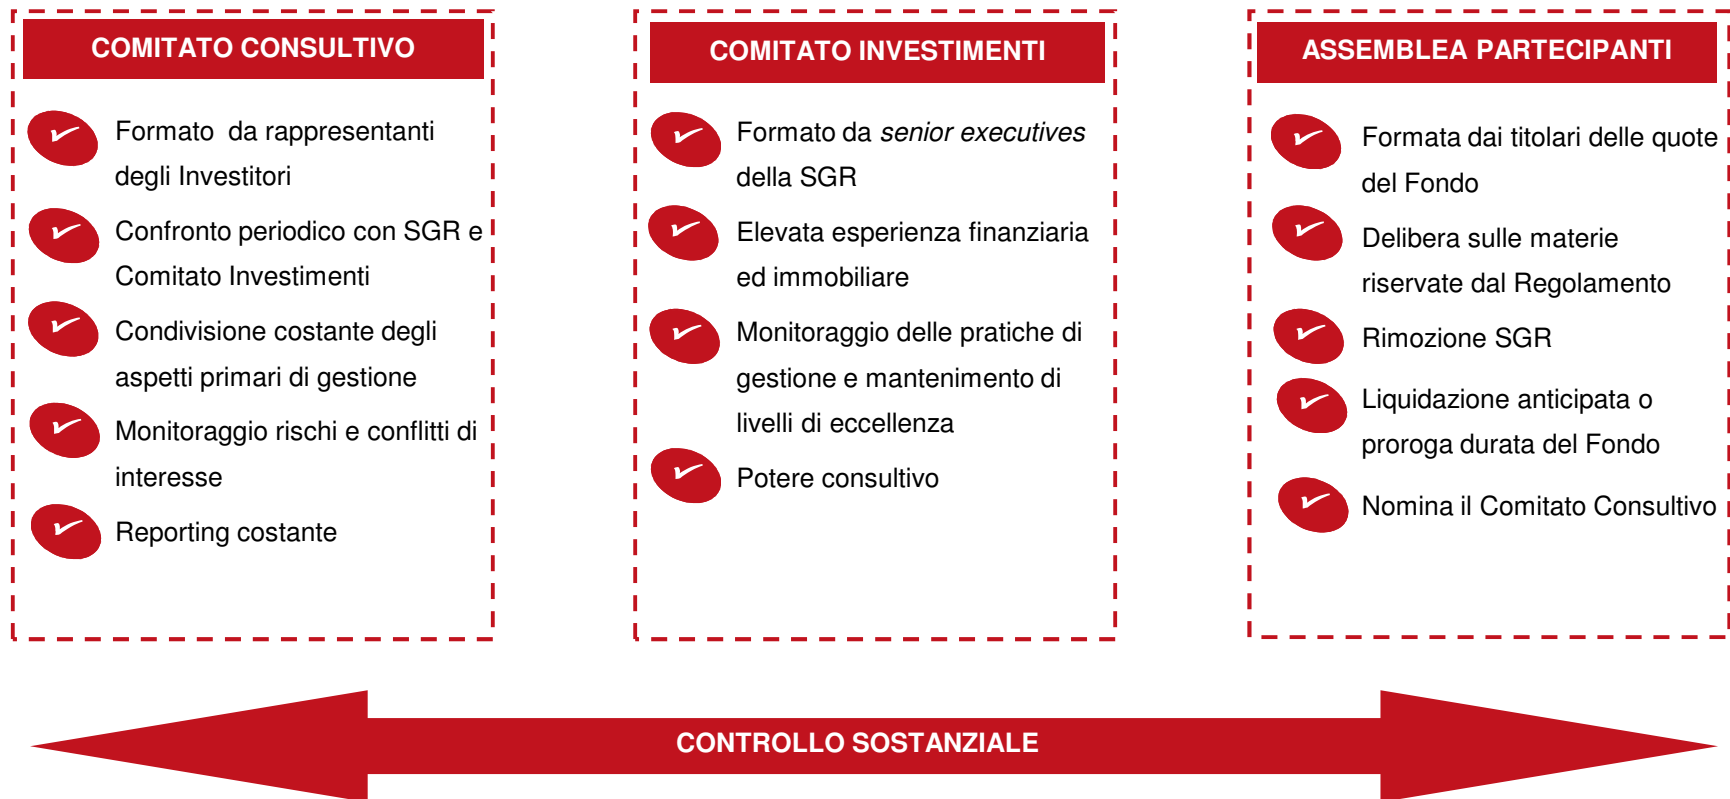 COMITATO CONSULTIVO
Formato da rappresentanti
degli Investitori
Confronto periodico con SGR e
Comitato Investimenti
Condivisione costante degli
aspetti primari di gestione
Monitoraggio rischi e conflitti di
interesse
Reporting costante
COMITATO INVESTIMENTI
Formato da senior executives
della SGR
Elevata esperienza finanziaria
ed immobiliare
Monitoraggio delle pratiche di
gestione e mantenimento di
livelli di eccellenza
Potere consultivo
ASSEMBLEA PARTECIPANTI
Formata dai titolari delle quote
del Fondo
Delibera sulle materie
riservate dal Regolamento
Rimozione SGR
Liquidazione anticipata o
proroga durata del Fondo
Nomina il Comitato Consultivo
CONTROLLO SOSTANZIALE